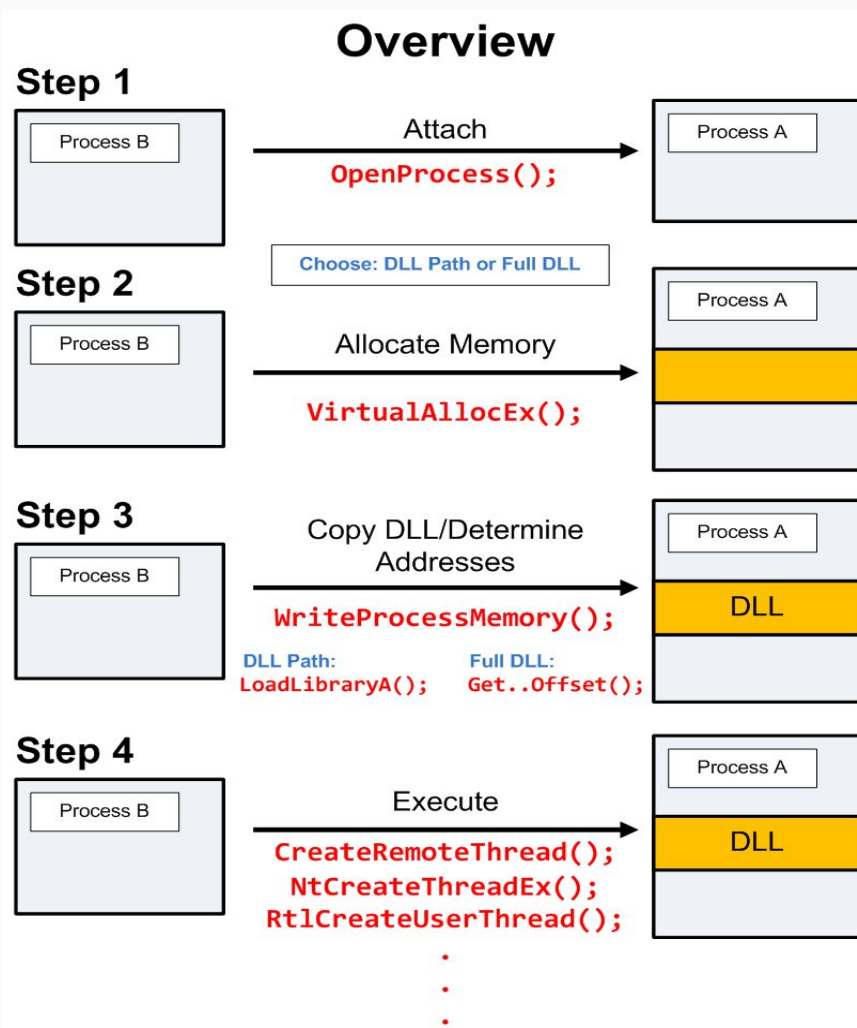 Overview
Step 1
Process B
Attach
OpenProcess();
Process A
Choose: DLL Path or Full DLL
Step 2
Process B
Allocate Memory
VirtualAllocEx();
Process A
Step 3
Process B
Copy DLL/Determine
Addresses
WriteProcessMemory();
DLL Path:
LoadLibraryA();
Full DLL:
Get..Offset();
Process A
DLL
Step 4
Process B
Execute
CreateRemoteThread();
NtCreateThreadEx();
RtlCreateUserThread();
.
.
.
Process A
DLL